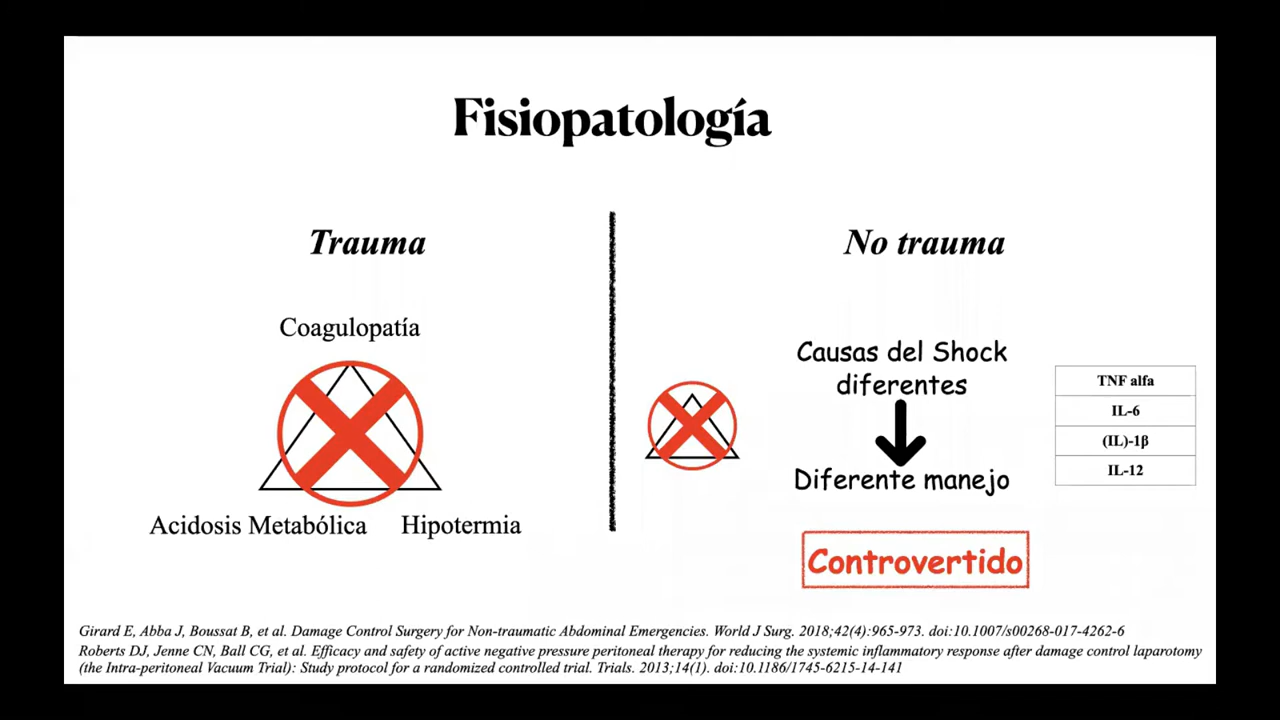 Fisiopatología
Trauma
Coagulopatía
Acidosis Metabólica
Hipotermia
No trauma
Causas del Shock
diferentes
Diferente manejo
Controvertido
TNF alfa
IL-6
(IL)-1β
IL-12
Girard E, Abba J, Boussat B, et al. Damage Control Surgery for Non-traumatic Abdominal Emergencies. World J Surg. 2018;42(4):965-973. doi:10.1007/s00268-017-4262-6
Roberts DJ, Jenne CN, Ball CG, et al. Efficacy and safety of active negative pressure peritoneal therapy for reducing the systemic inflammatory response after damage control laparotomy
(the Intra-peritoneal Vacuum Trial): Study protocol for a randomized controlled trial. Trials. 2013;14(1). doi:10.1186/1745-6215-14-141